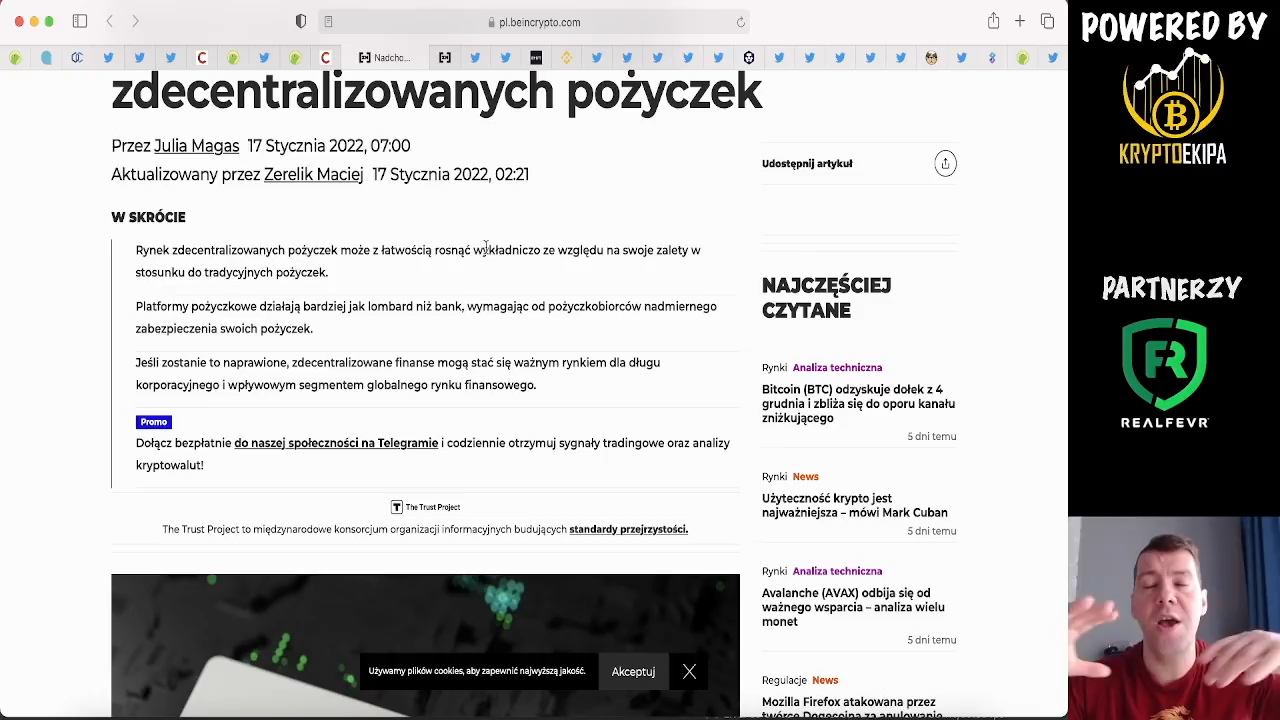 pl.beincrypto.com
Nadcho...
zdecentralizowanych pożyczek
Przez Julia Magas 17 Stycznia 2022, 07:00
Aktualizowany przez Zerelik Maciej 17 Stycznia 2022, 02:21
W SKRÓCIE
Rynek zdecentralizowanych pożyczek może z łatwością rosnąć wykładniczo ze względu na swoje zalety w
stosunku do tradycyjnych pożyczek.
Platformy pożyczkowe działają bardziej jak lombard niż bank, wymagając od pożyczkobiorców nadmiernego
zabezpieczenia swoich pożyczek.
Jeśli zostanie to naprawione, zdecentralizowane finanse mogą stać się ważnym rynkiem dla długu
korporacyjnego i wpływowym segmentem globalnego rynku finansowego.
Promo
Dołącz bezpłatnie do naszej społeczności na Telegramie i codziennie otrzymuj sygnały tradingowe oraz analizy
kryptowalut!
The Trust Project
The Trust Project to międzynarodowe konsorcjum organizacji informacyjnych budujących standardy przejrzystości.
Używamy plików cookies, aby zapewnić najwyższą jakość.
Akceptuj
Udostępnij artykuł
NAJCZĘŚCIEJ
CZYTANE
Rynki Analiza techniczna
Bitcoin (BTC) odzyskuje dołek z 4
grudnia i zbliża się do oporu kanału
zniżkującego
5 dni temu
Rynki News
Użyteczność krypto jest
najważniejsza – mówi Mark Cuban
5 dni temu
Rynki Analiza techniczna
Avalanche (AVAX) odbija się od
ważnego wsparcia – analiza wielu
monet
5 dni temu
Regulacje News
Mozilla Firefox atakowana przez
twórcę Dogecoina za anulowanie
POWERED BY
KRYPTOEKIPA
PARTNERZY
FR
REALFEVR